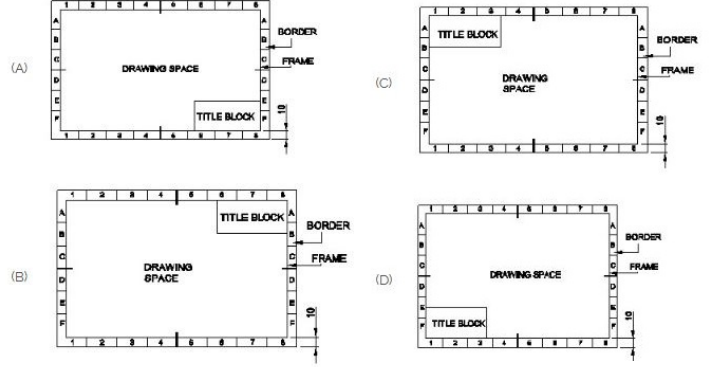 (A)
1 2 3 4 5 6 7 8
A A
B B
C C
D D
E E
F F
DRAWING SPACE
TITLE BLOCK
BORDER
FRAME
10
1 2 3 4 5 6 7 8
(C)
1 2 3 4 5 6 7 8
A A
B B
C C
D D
E E
F F
TITLE BLOCK
DRAWING
SPACE
BORDER
FRAME
10
1 2 3 4 5 6 7 8
(B)
1 2 3 4 5 6 7 8
A A
B B
C C
D D
E E
F F
TITLE BLOCK
DRAWING
SPACE
BORDER
FRAME
10
1 2 3 4 5 6 7 8
(D)
1 2 3 4 5 6 7 8
A A
B B
C C
D D
E E
F F
DRAWING SPACE
TITLE BLOCK
BORDER
FRAME
10
1 2 3 4 5 6 7 8